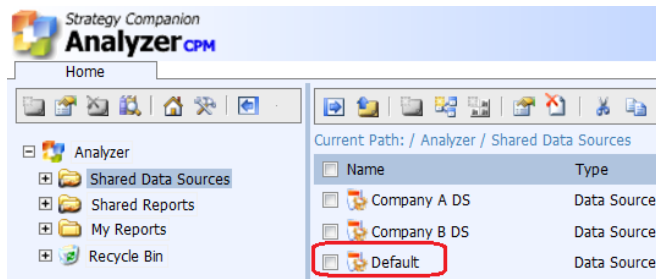 Strategy Companion
Analyzer CPM
Home
Current Path: / Analyzer / Shared Data Sources
Analyzer
Shared Data Sources
Shared Reports
My Reports
Recycle Bin
Name Type
Company A DS Data Source
Company B DS Data Source
Default Data Source